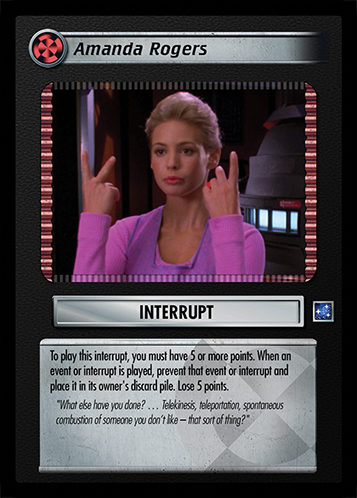 Amanda Rogers
INTERRUPT
To play this interrupt, you must have 5 or more points. When an
event or interrupt is played, prevent that event or interrupt and
place it in its owner's discard pile. Lose 5 points.
"What else have you done? … Telekinesis, teleportation, spontaneous
combustion of someone you don't like – that sort of thing?"